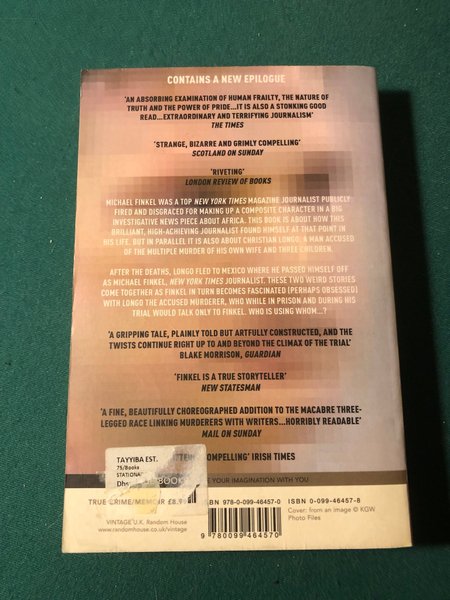 CONTAINS A NEW EPILOGUE
'AN ABSORBING EXAMINATION OF HUMAN FRAILTY, THE NATURE OF
TRUTH AND THE POWER OF PRIDE...IT IS ALSO A STONKING GOOD
READ...EXTRAORDINARY AND TERRIFYING JOURNALISM'
THE TIMES
'STRANGE, BIZARRE AND GRIMLY COMPELLING'
SCOTLAND ON SUNDAY
'RIVETING'
LONDON REVIEW OF BOOKS
MICHAEL FINKEL WAS A TOP NEW YORK TIMES MAGAZINE JOURNALIST PUBLICLY
FIRED AND DISGRACED FOR MAKING UP A COMPOSITE CHARACTER IN A BIG
INVESTIGATIVE NEWS PIECE ABOUT AFRICA. THIS BOOK IS ABOUT HOW THIS
BRILLIANT, HIGH-ACHIEVING JOURNALIST FOUND HIMSELF AT THAT POINT IN
HIS LIFE. BUT IN PARALLEL IT IS ALSO ABOUT CHRISTIAN LONGO, A MAN ACCUSED
OF THE MULTIPLE MURDER OF HIS OWN WIFE AND THREE CHILDREN.
AFTER THE DEATHS, LONGO FLED TO MEXICO WHERE HE PASSED HIMSELF OFF
AS MICHAEL FINKEL, NEW YORK TIMES JOURNALIST. THESE TWO WEIRD STORIES
COME TOGETHER AS FINKEL IN TURN BECOMES FASCINATED (PERHAPS OBSESSED)
WITH LONGO THE ACCUSED MURDERER, WHO WHILE IN PRISON AND DURING HIS
TRIAL WOULD TALK ONLY TO FINKEL. WHO IS USING WHOM...?
'A GRIPPING TALE, PLAINLY TOLD BUT ARTFULLY CONSTRUCTED, AND THE
TWISTS CONTINUE RIGHT UP TO AND BEYOND THE CLIMAX OF THE TRIAL'
BLAKE MORRISON, GUARDIAN
'FINKEL IS A TRUE STORYTELLER'
NEW STATESMAN
'A FINE, BEAUTIFULLY CHOREOGRAPHED ADDITION TO THE MACABRE THREE-
LEGGED RACE LINKING MURDERERS WITH WRITERS...HORRIBLY READABLE'
MAIL ON SUNDAY
COMPELLING' IRISH TIMES
TAYYIBA EST.
75/Books
STATIONA
Dhs
BOOK
YOUR IMAGINATION WITH YOU
TRUE CRIME/MEMOIR £8.99
ISBN 978-0-099-46457-0
ISBN 0-099-46457-8
VINTAGE U.K. Random House
www.randomhouse.co.uk/vintage
Cover: from an image © KGW
Photo Files
9 780099 464570